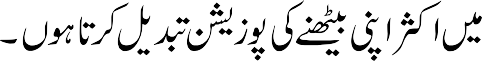 میں اکثر اپنی بیٹھنے کی پوزیشن تبدیل کرتا ہوں ۔